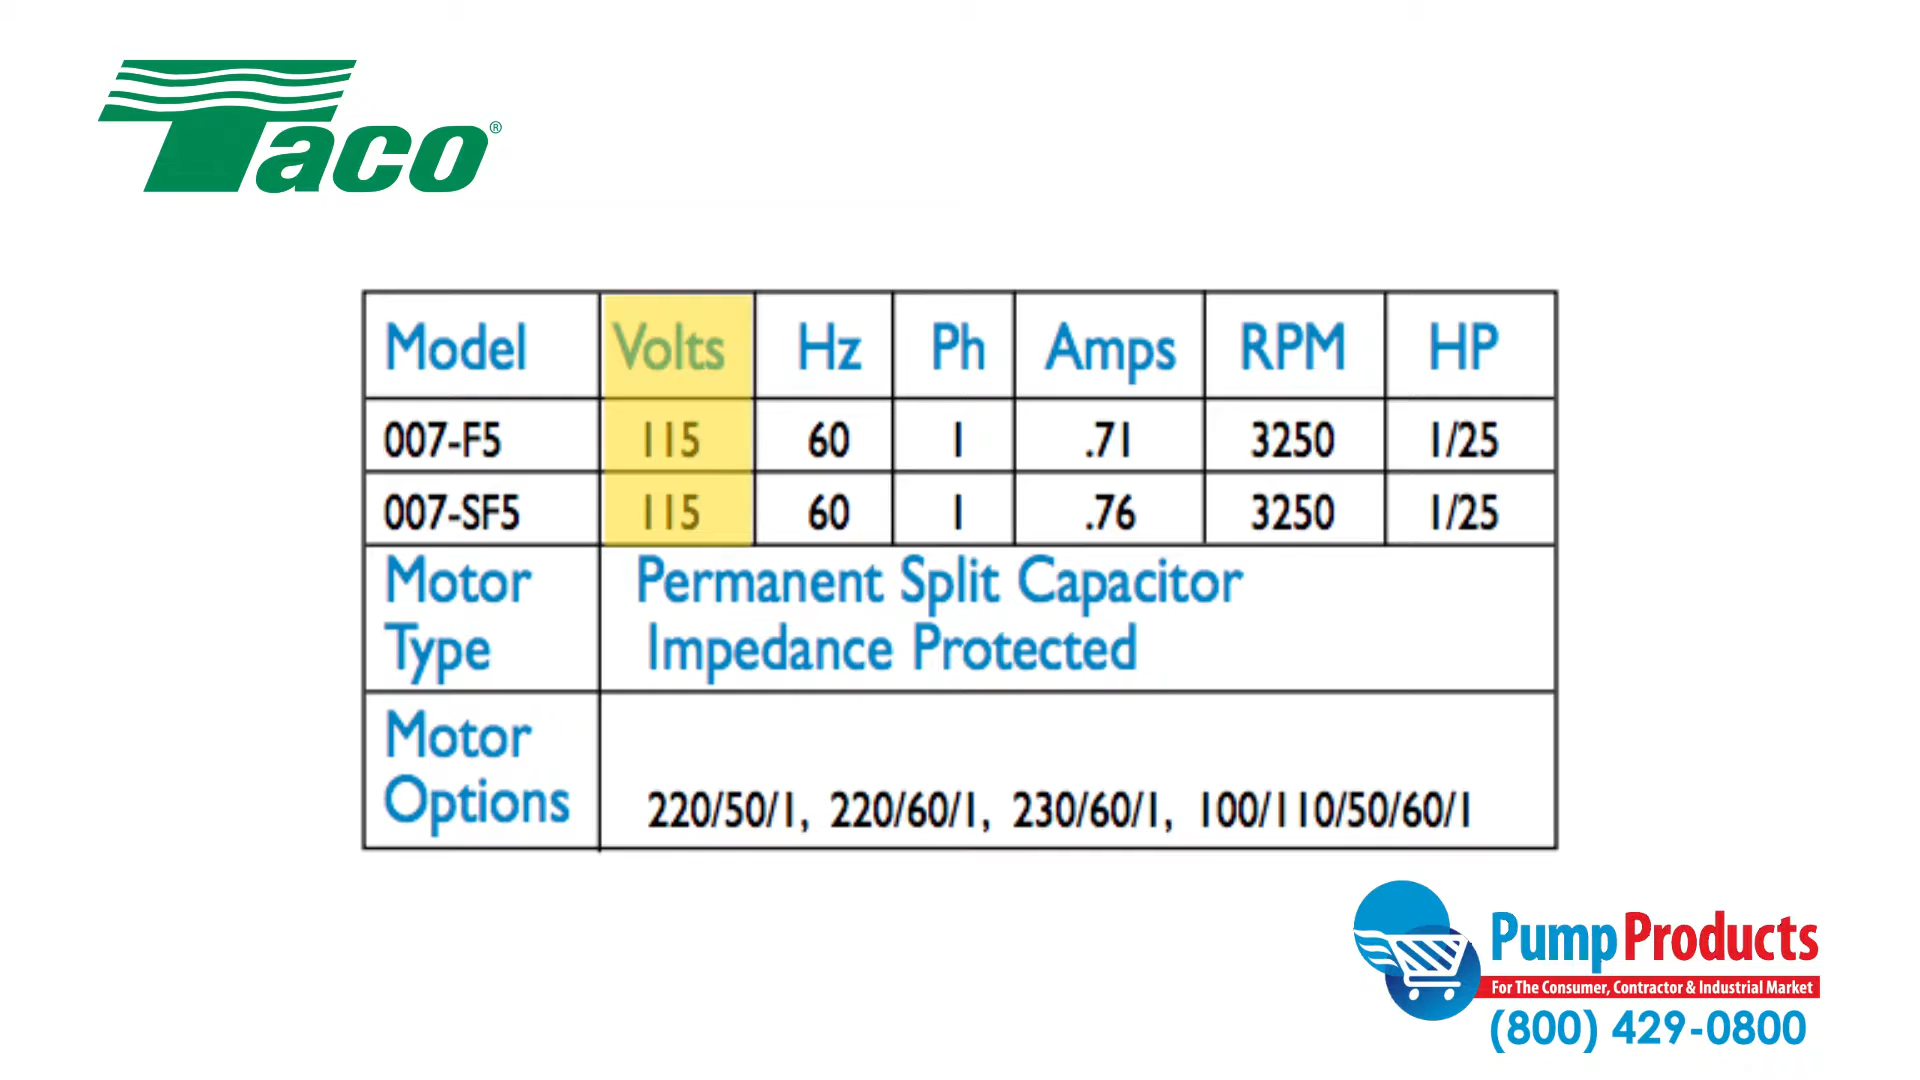 Taco®
Model Volts Hz Ph Amps RPM HP
007-F5 115 60 1 .71 3250 1/25
007-SF5 115 60 1 .76 3250 1/25
Motor Type Permanent Split Capacitor
Impedance Protected
Motor Options 220/50/1, 220/60/1, 230/60/1, 100/110/50/60/1
PumpProducts
For The Consumer, Contractor & Industrial Market
(800) 429-0800